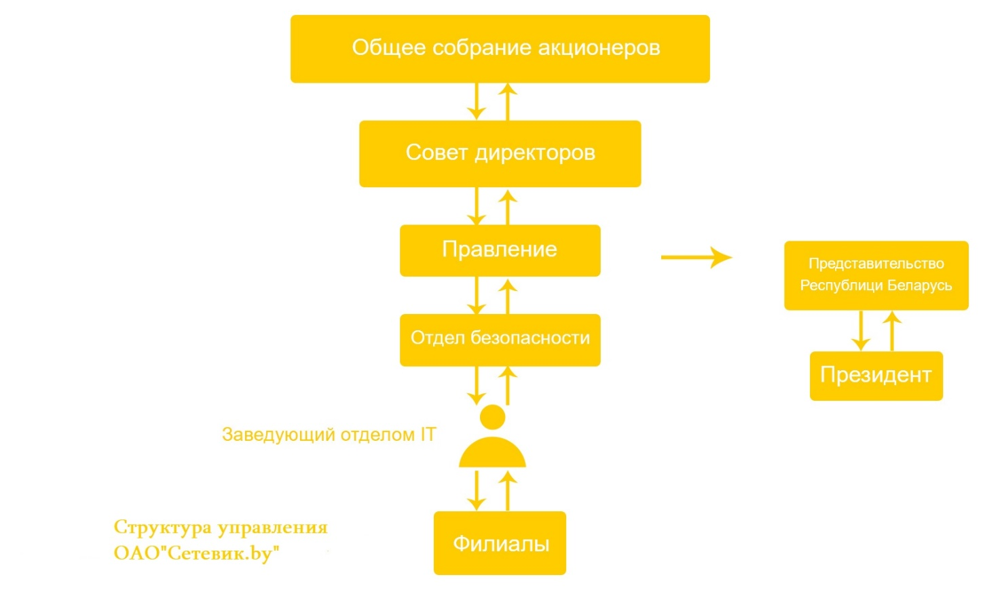 Общее собрание акционеров
Совет директоров
Правление
Представительство
Республици Беларусь
Отдел безопасности
Президент
Заведующий отделом IT
Структура управления
ОАО"Сетевик.by"
Филиалы